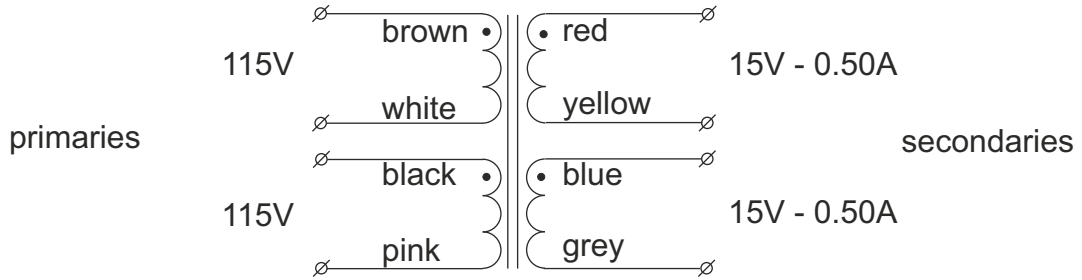 brown
red
115V
15V - 0.50A
white
yellow
primaries
secondaries
black
blue
115V
15V - 0.50A
pink
grey